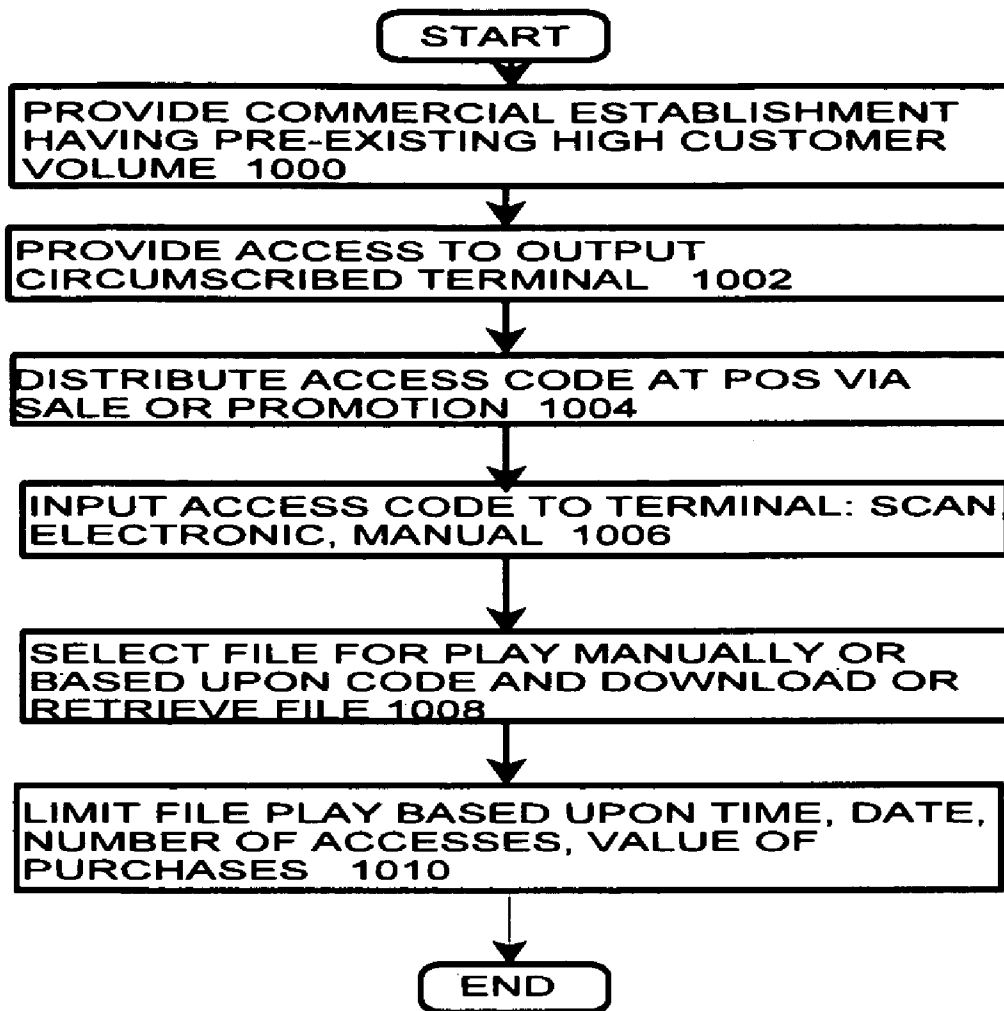 START
PROVIDE COMMERCIAL ESTABLISHMENT
HAVING PRE-EXISTING HIGH CUSTOMER
VOLUME 1000
PROVIDE ACCESS TO OUTPUT
CIRCUMSCRIBED TERMINAL 1002
DISTRIBUTE ACCESS CODE AT POS VIA
SALE OR PROMOTION 1004
INPUT ACCESS CODE TO TERMINAL: SCAN,
ELECTRONIC, MANUAL 1006
SELECT FILE FOR PLAY MANUALLY OR
BASED UPON CODE AND DOWNLOAD OR
RETRIEVE FILE 1008
LIMIT FILE PLAY BASED UPON TIME, DATE,
NUMBER OF ACCESSES, VALUE OF
PURCHASES 1010
END